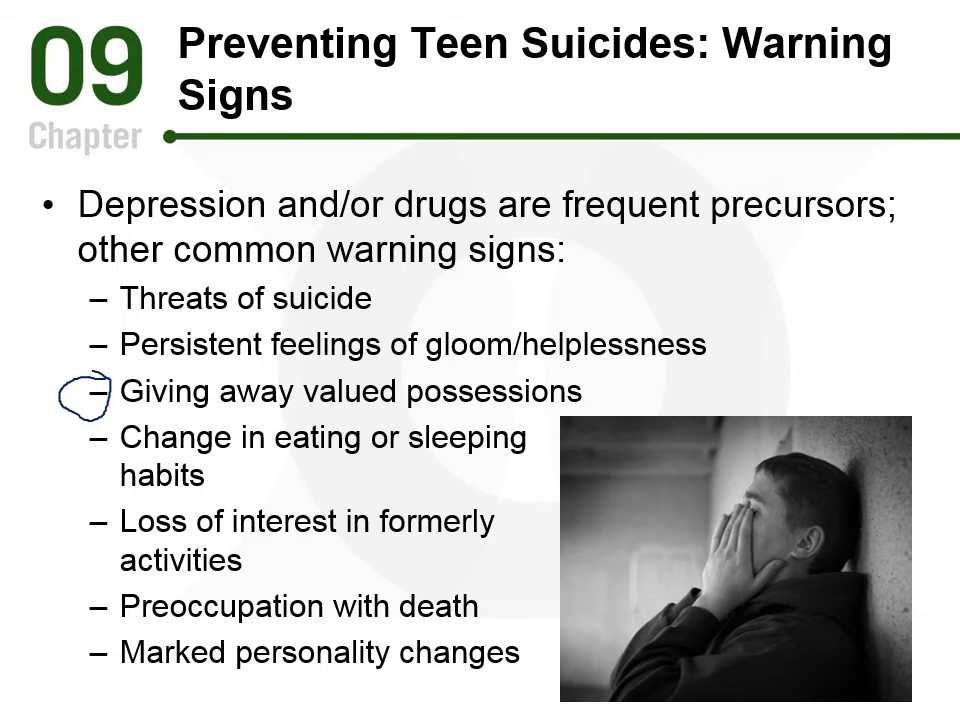 09
Chapter
Preventing Teen Suicides: Warning
Signs
• Depression and/or drugs are frequent precursors;
other common warning signs:
– Threats of suicide
– Persistent feelings of gloom/helplessness
– Giving away valued possessions
– Change in eating or sleeping
habits
– Loss of interest in formerly
activities
– Preoccupation with death
– Marked personality changes